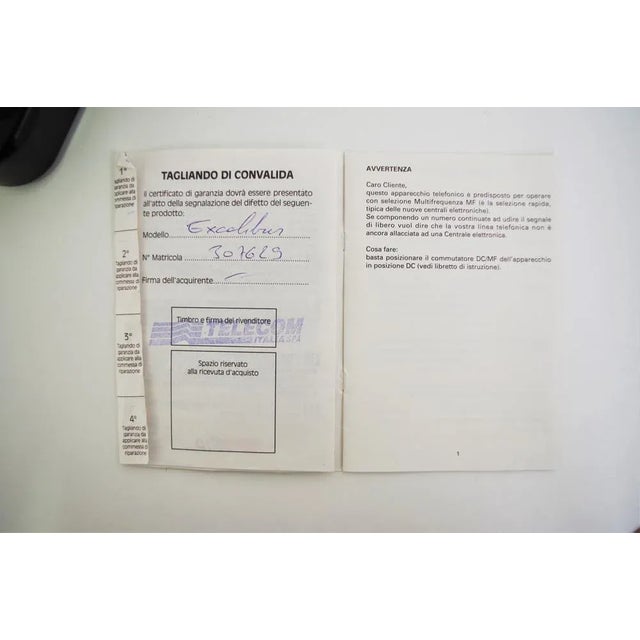 1°
Tagliando di
garanzia da
applicare alla
commessa di
riparazione
2°
Tagliando di
garanzia da
applicare alla
commessa di
riparazione
3°
Tagliando di
garanzia da
applicare alla
commessa di
riparazione
4°
Tagliando di
garanzia da
applicare alla
commessa di
riparazione
TAGLIANDO DI CONVALIDA
Il certificato di garanzia dovrà essere presentato
all'atto della segnalazione del difetto del seguen-
te prodotto:
Modello Excalibur
N° Matricola 307629
Firma dell'acquirente
Timbro e firma del rivenditore
TELECOM
ITALIA SPA
Spazio riservato
alla ricevuta d'acquisto
AVVERTENZA
Caro Cliente,
questo apparecchio telefonico è predisposto per operare
con selezione Multifrequenza MF (è la selezione rapida,
tipica delle nuove centrali elettroniche).
Se componendo un numero continuate ad udire il segnale
di libero vuol dire che la vostra linea telefonica non è
ancora allacciata ad una Centrale elettronica.
Cosa fare:
basta posizionare il commutatore DC/MF dell'apparecchio
in posizione DC (vedi libretto di istruzione).
1